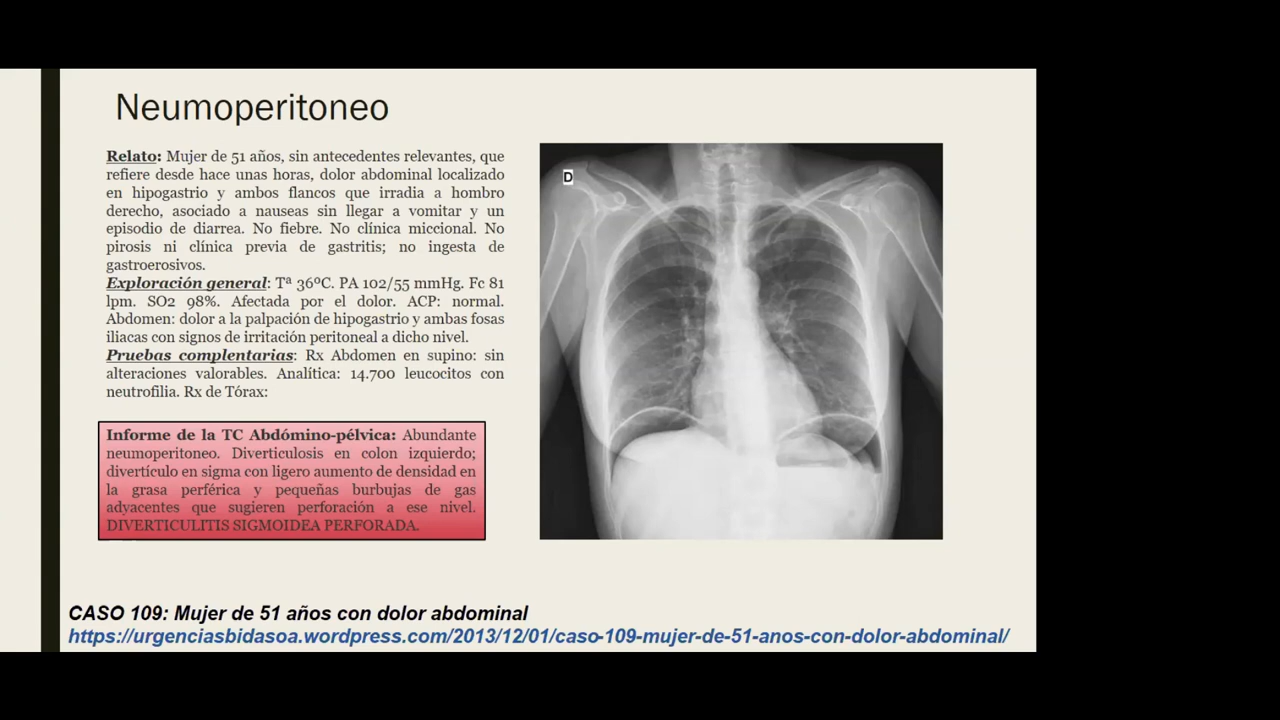 Neumoperitoneo
Relato: Mujer de 51 años, sin antecedentes relevantes, que
refiere desde hace unas horas, dolor abdominal localizado
en hipogastrio y ambos flancos que irradia a hombro
derecho, asociado a nauseas sin llegar a vomitar y un
episodio de diarrea. No fiebre. No clínica miccional. No
pirosis ni clínica previa de gastritis; no ingesta de
gastroerosivos.
Exploración general: Tª 36ºC. PA 102/55 mmHg. Fc 81
lpm. SO2 98%. Afectada por el dolor. ACP: normal.
Abdomen: dolor a la palpación de hipogastrio y ambas fosas
iliacas con signos de irritación peritoneal a dicho nivel.
Pruebas complentarias: Rx Abdomen en supino: sin
alteraciones valorables. Analítica: 14.700 leucocitos con
neutrofilia. Rx de Tórax:
D
Informe de la TC Abdómino-pélvica: Abundante
neumoperitoneo. Diverticulosis en colon izquierdo;
divertículo en sigma con ligero aumento de densidad en
la grasa perférica y pequeñas burbujas de gas
adyacentes que sugieren perforación a ese nivel.
DIVERTICULITIS SIGMOIDEA PERFORADA.
CASO 109: Mujer de 51 años con dolor abdominal
https://urgenciasbidasoa.wordpress.com/2013/12/01/caso-109-mujer-de-51-anos-con-dolor-abdominal/